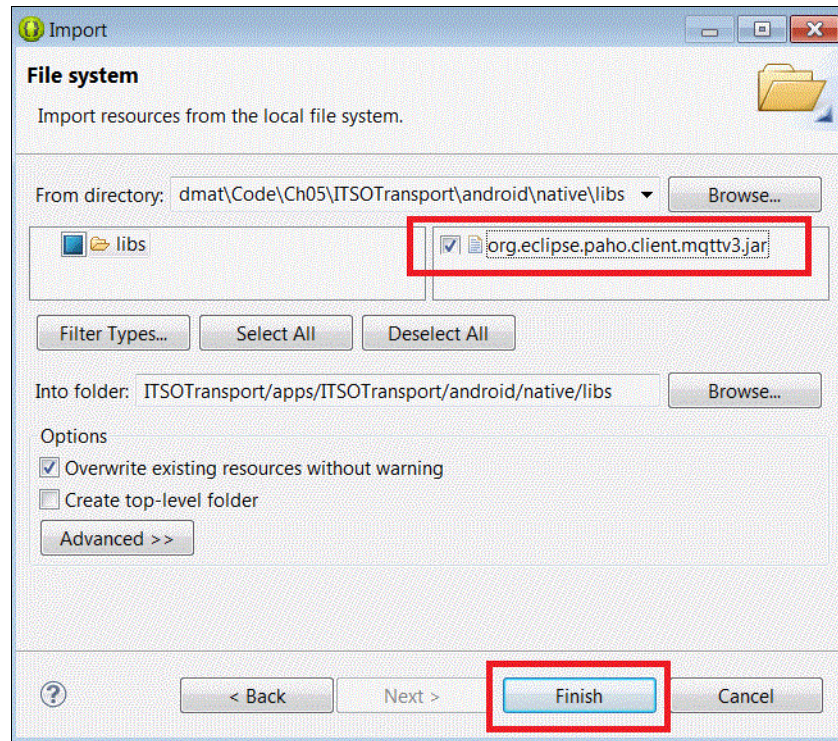 Import
File system
Import resources from the local file system.
From directory: dmat\Code\Ch05\ITSOTransport\android\native\libs Browse...
libs org.eclipse.paho.client.mqttv3.jar
Filter Types... Select All Deselect All
Into folder: ITSOTransport/apps/ITSOTransport/android/native/libs Browse...
Options
Overwrite existing resources without warning
Create top-level folder
Advanced >>
? < Back Next > Finish Cancel